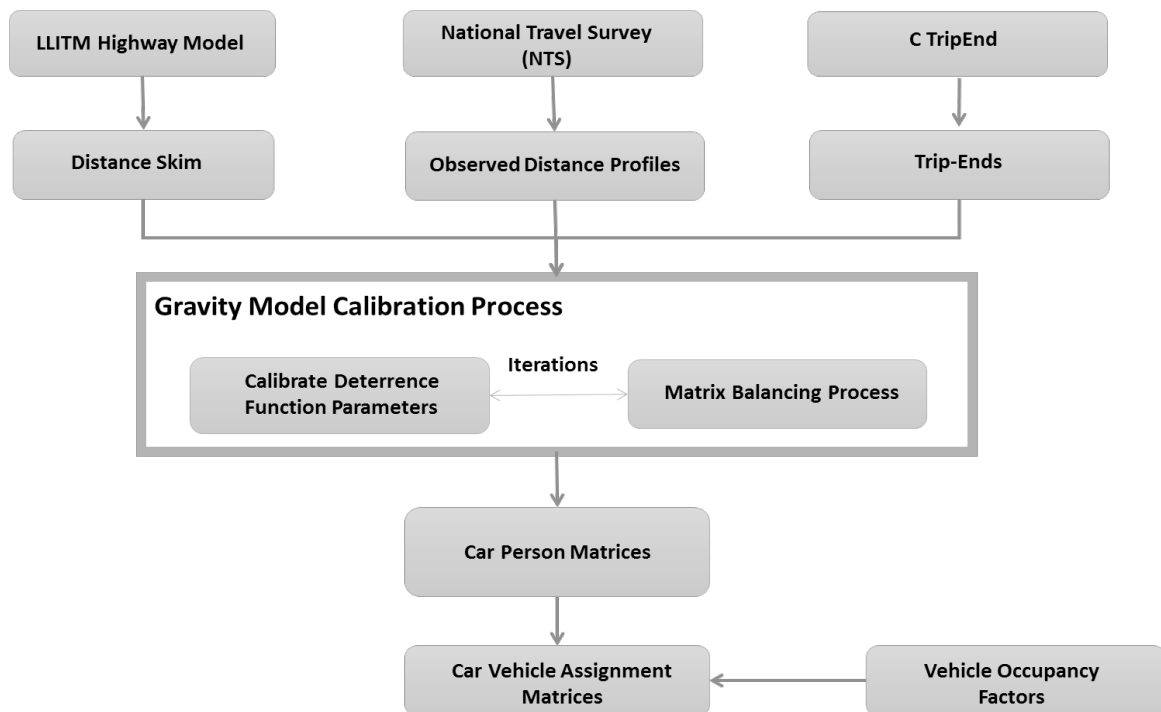 LLITM Highway Model
National Travel Survey
(NTS)
C TripEnd
Distance Skim
Observed Distance Profiles
Trip-Ends
Gravity Model Calibration Process
Calibrate Deterrence
Function Parameters
Iterations
Matrix Balancing Process
Car Person Matrices
Car Vehicle Assignment
Matrices
Vehicle Occupancy
Factors